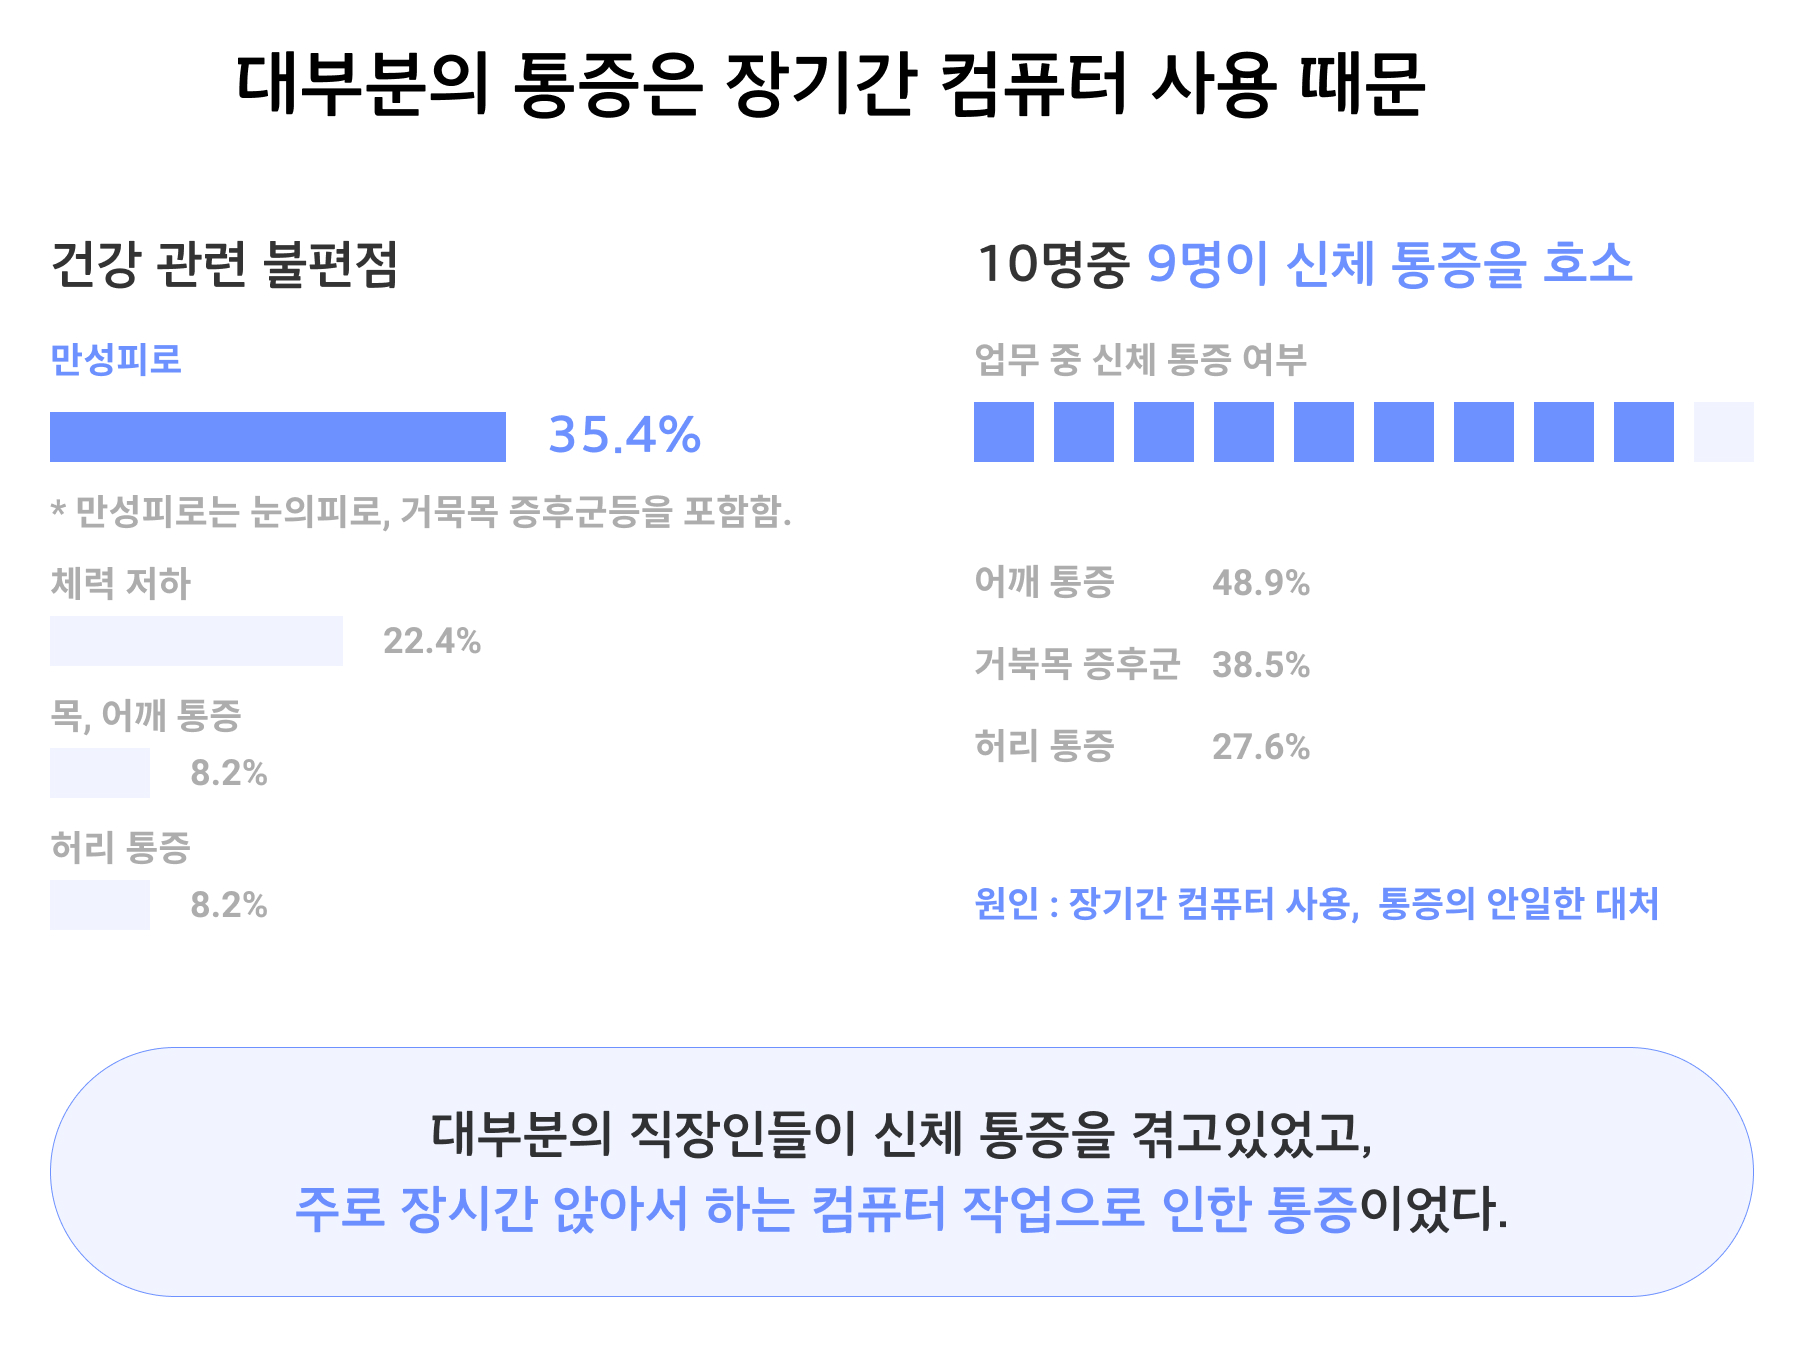 대부분의 통증은 장기간 컴퓨터 사용 때문
건강 관련 불편점
만성피로
35.4%
* 만성피로는 눈의피로, 거묵목 증후군등을 포함함.
체력 저하
22.4%
목, 어깨 통증
8.2%
허리 통증
8.2%
10명중 9명이 신체 통증을 호소
업무 중 신체 통증 여부
어깨 통증 48.9%
거북목 증후군 38.5%
허리 통증 27.6%
원인 : 장기간 컴퓨터 사용, 통증의 안일한 대처
대부분의 직장인들이 신체 통증을 겪고있었고,
주로 장시간 앉아서 하는 컴퓨터 작업으로 인한 통증이었다.